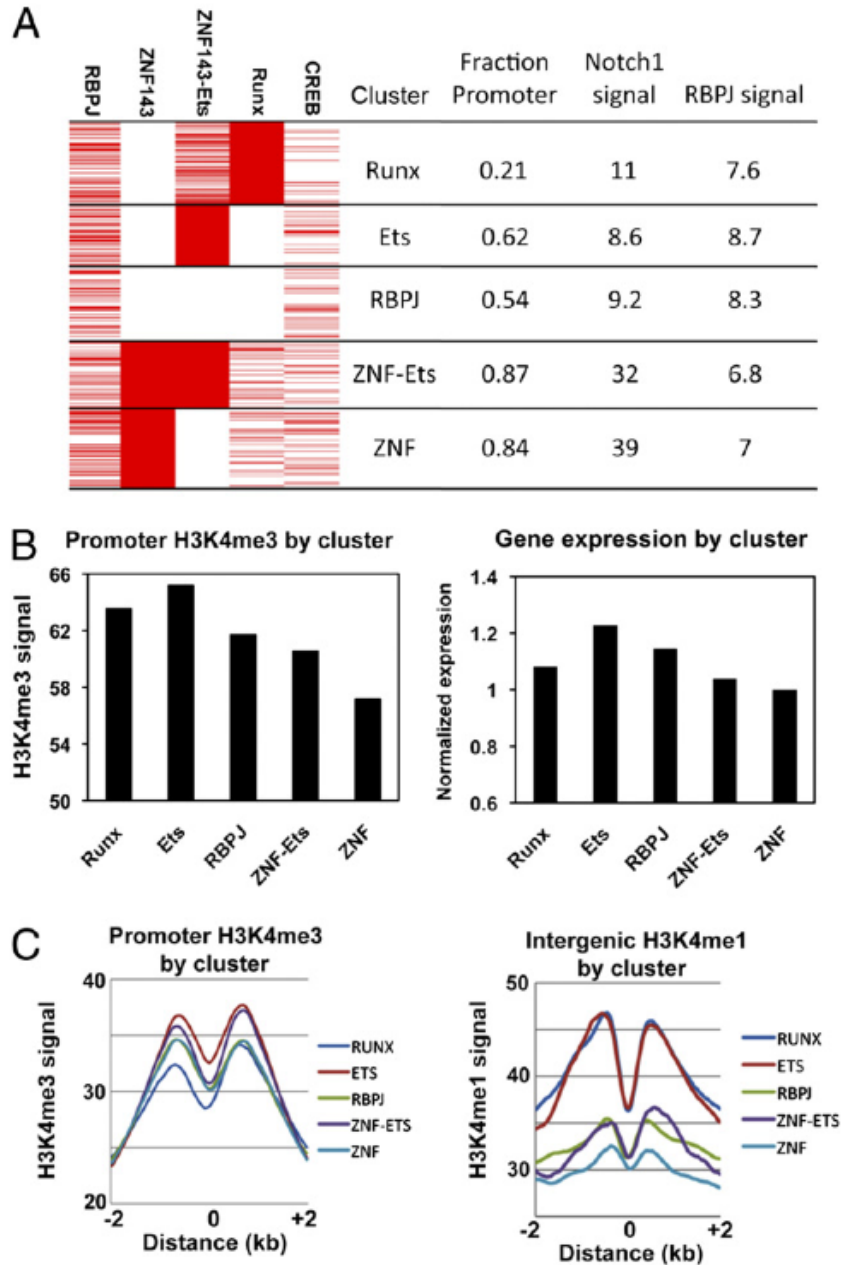 A
RBPJ
ZNF143
ZNF143-Ets
Runx
CREB
Cluster
Fraction
Promoter
Notch1
signal
RBPJ signal
Runx 0.21 11 7.6
Ets 0.62 8.6 8.7
RBPJ 0.54 9.2 8.3
ZNF-Ets 0.87 32 6.8
ZNF 0.84 39 7
B
Promoter H3K4me3 by cluster
H3K4me3 signal
66
62
58
54
50
Runx
Ets
RBPJ
ZNF-Ets
ZNF
Gene expression by cluster
Normalized expression
1.4
1.2
1
0.8
0.6
Runx
Ets
RBPJ
ZNF-Ets
ZNF
C
Promoter H3K4me3
by cluster
H3K4me3 signal
40
30
20
-2 0 +2
Distance (kb)
RUNX
ETS
RBPJ
ZNF-ETS
ZNF
Intergenic H3K4me1
by cluster
H3K4me1 signal
50
40
30
-2 0 +2
Distance (kb)
RUNX
ETS
RBPJ
ZNF-ETS
ZNF